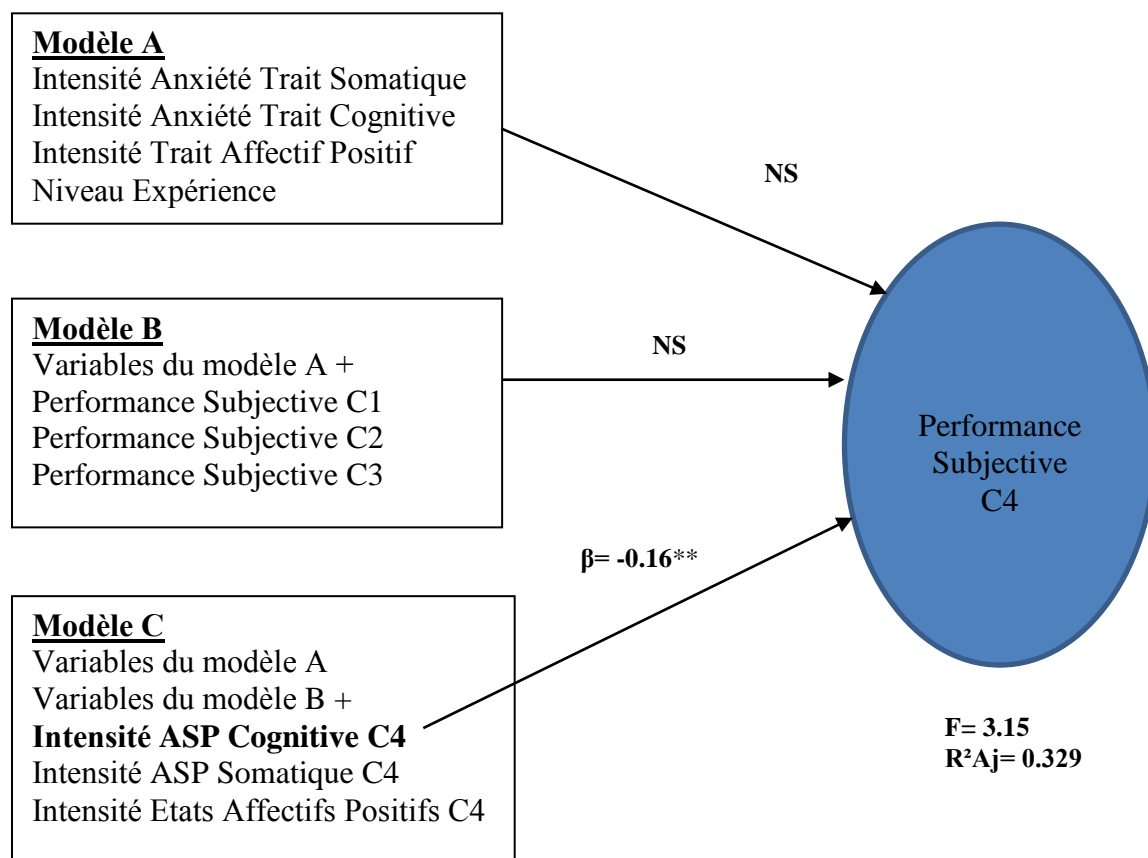 Modèle A
Intensité Anxiété Trait Somatique
Intensité Anxiété Trait Cognitive
Intensité Trait Affectif Positif
Niveau Expérience
NS
Modèle B
Variables du modèle A +
Performance Subjective C1
Performance Subjective C2
Performance Subjective C3
NS
Performance
Subjective
C4
β= -0.16**
Modèle C
Variables du modèle A
Variables du modèle B +
Intensité ASP Cognitive C4
Intensité ASP Somatique C4
Intensité Etats Affectifs Positifs C4
F= 3.15
R²Aj= 0.329